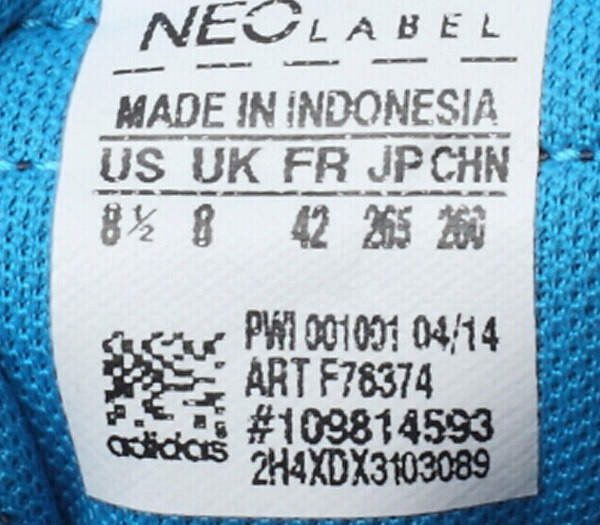 NEO LABEL
MADE IN INDONESIA
US UK FR JP CHN
8½ 8 42 265 260
PWI 001001 04/14
ART F76374
#109814593
2H4XDX3103089
adidas